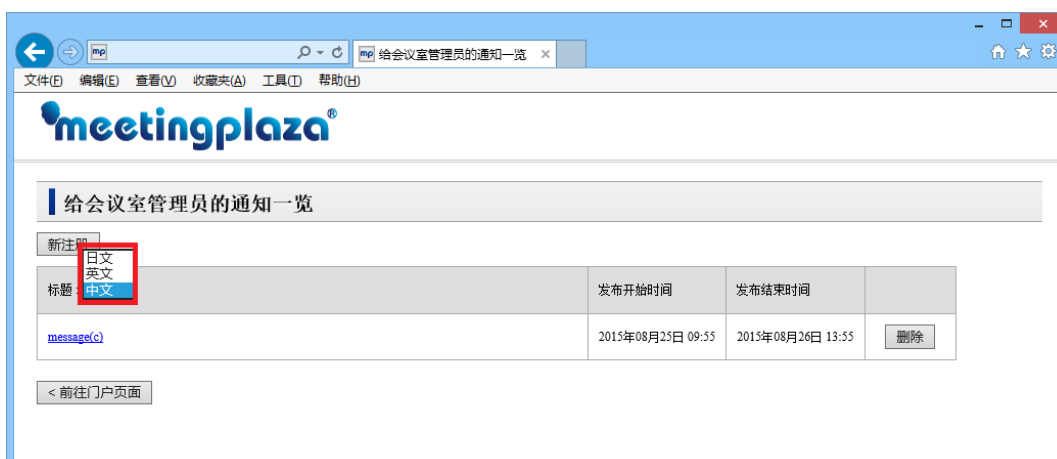 mp 给会议室管理员的通知一览
文件(F) 编辑(E) 查看(V) 收藏夹(A) 工具(T) 帮助(H)
meetingplaza®
给会议室管理员的通知一览
新注册
日文
英文
标题 : 中文 发布开始时间 发布结束时间
message(c) 2015年08月25日 09:55 2015年08月26日 13:55 删除
< 前往门户页面